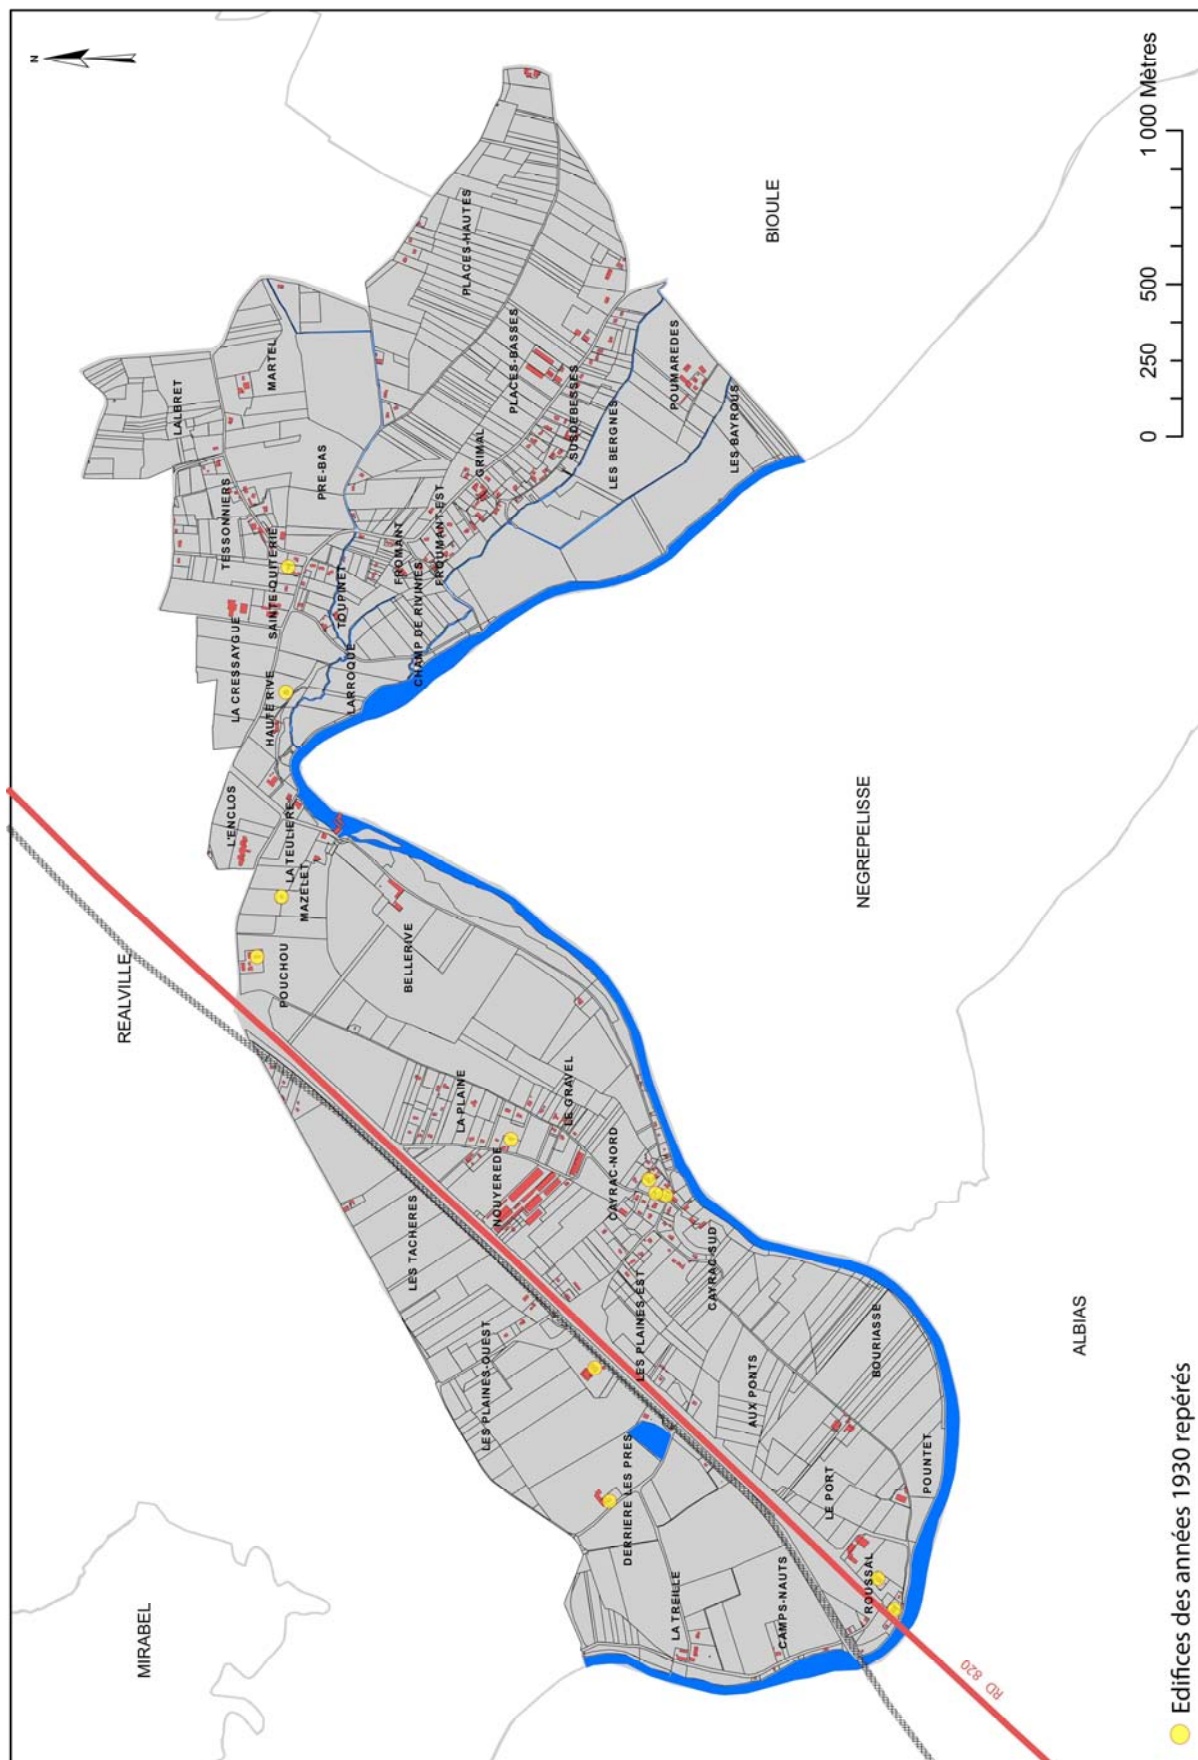 N
LALBRET
MARTEL
TESSONNIERS
PRE-BAS
PLACES-HAUTES
LA CRESSAYGUE
SAINTE-QUITERIE
HAUTE RIVE
TOUPINET
FROMANT
FROUMANT-EST
GRIMAL
PLACES-BASSES
SUSDEBESSES
LES BERGNES
POUMAREDES
LES BAYROUS
BIOULE
L'ENCLOS
LARROQUE
CHAMP DE RIVINIES
LA TEULIERE
MAZELET
POUCHOU
BELLERIVE
REALVILLE
NEGREPELISSE
LA PLAINE
LE GRAVEL
NOUYEREDE
CAYRAC-NORD
LES TACHERES
CAYRAC-SUD
LES PLAINES-EST
LES PLAINES-OUEST
AUX PONTS
BOURIASSE
ALBIAS
DERRIERE LES PRES
LE PORT
POUNTET
MIRABEL
LA TREILLE
CAMPS-NAUTS
ROUSSAL
RD 820
0 250 500 1 000 Mètres
Edifices des années 1930 repérés